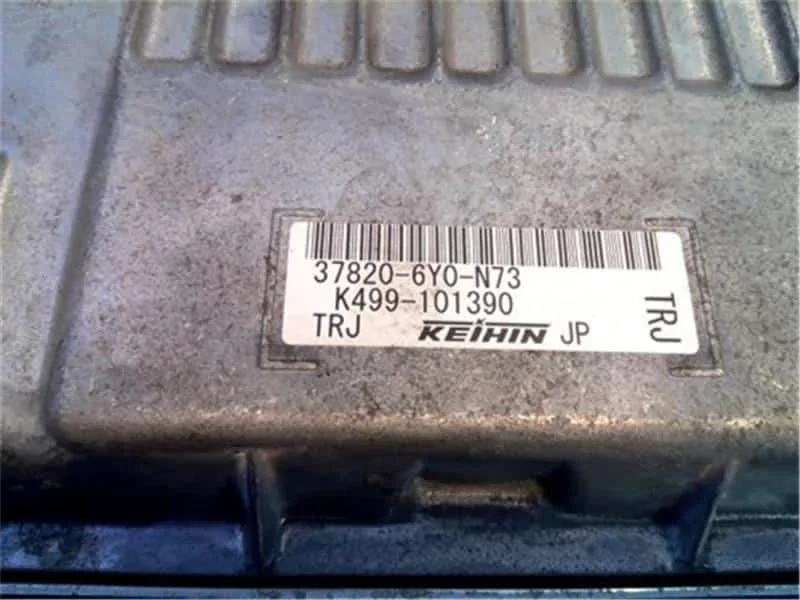 37820-6Y0-N73
K499-101390
TRJ KEIHIN JP
TRJ